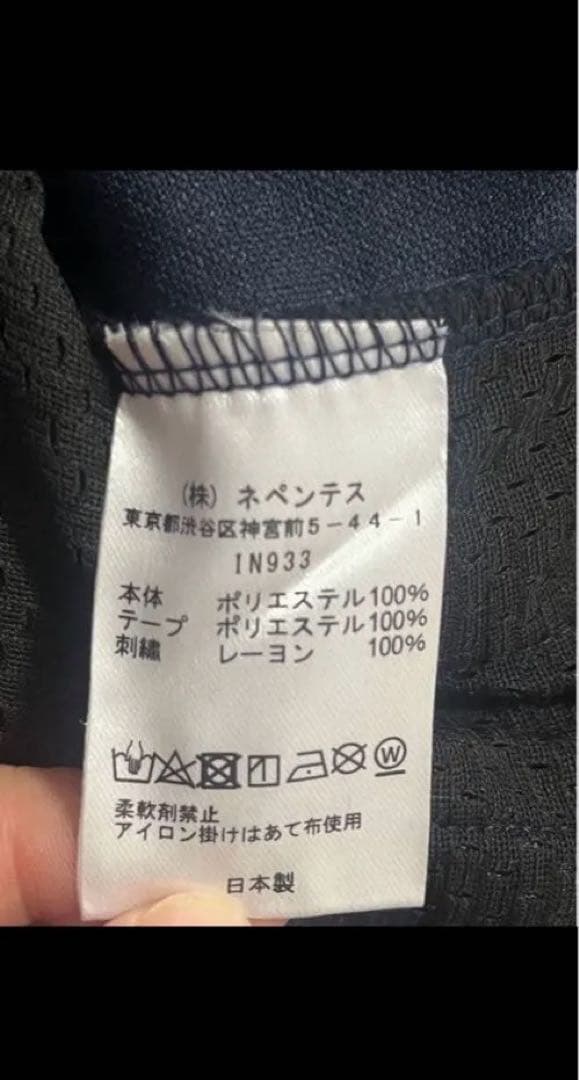 (株) ネペンテス
東京都渋谷区神宮前5-44-1
IN933
本体 ポリエステル100%
テープ ポリエステル100%
刺繍 レーヨン 100%
W
柔軟剤禁止
アイロン掛けはあて布使用
日本製